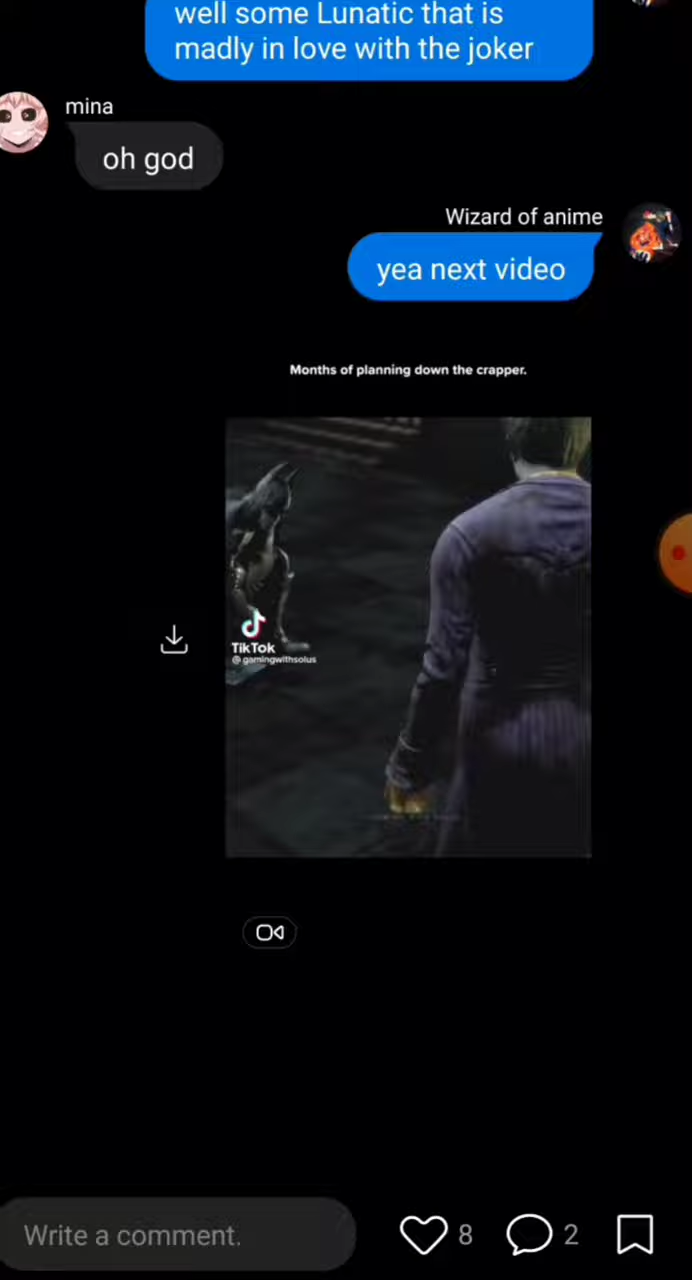 well some Lunatic that is
madly in love with the joker
mina
oh god
Wizard of anime
yea next video
Months of planning down the crapper.
TikTok
@gamingwithsolus
Write a comment.
8
2